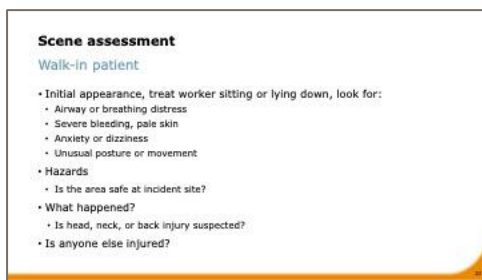 Scene assessment
Walk-in patient
• Initial appearance, treat worker sitting or lying down, look for:
• Airway or breathing distress
• Severe bleeding, pale skin
• Anxiety or dizziness
• Unusual posture or movement
• Hazards
• Is the area safe at incident site?
• What happened?
• Is head, neck, or back injury suspected?
• Is anyone else injured?